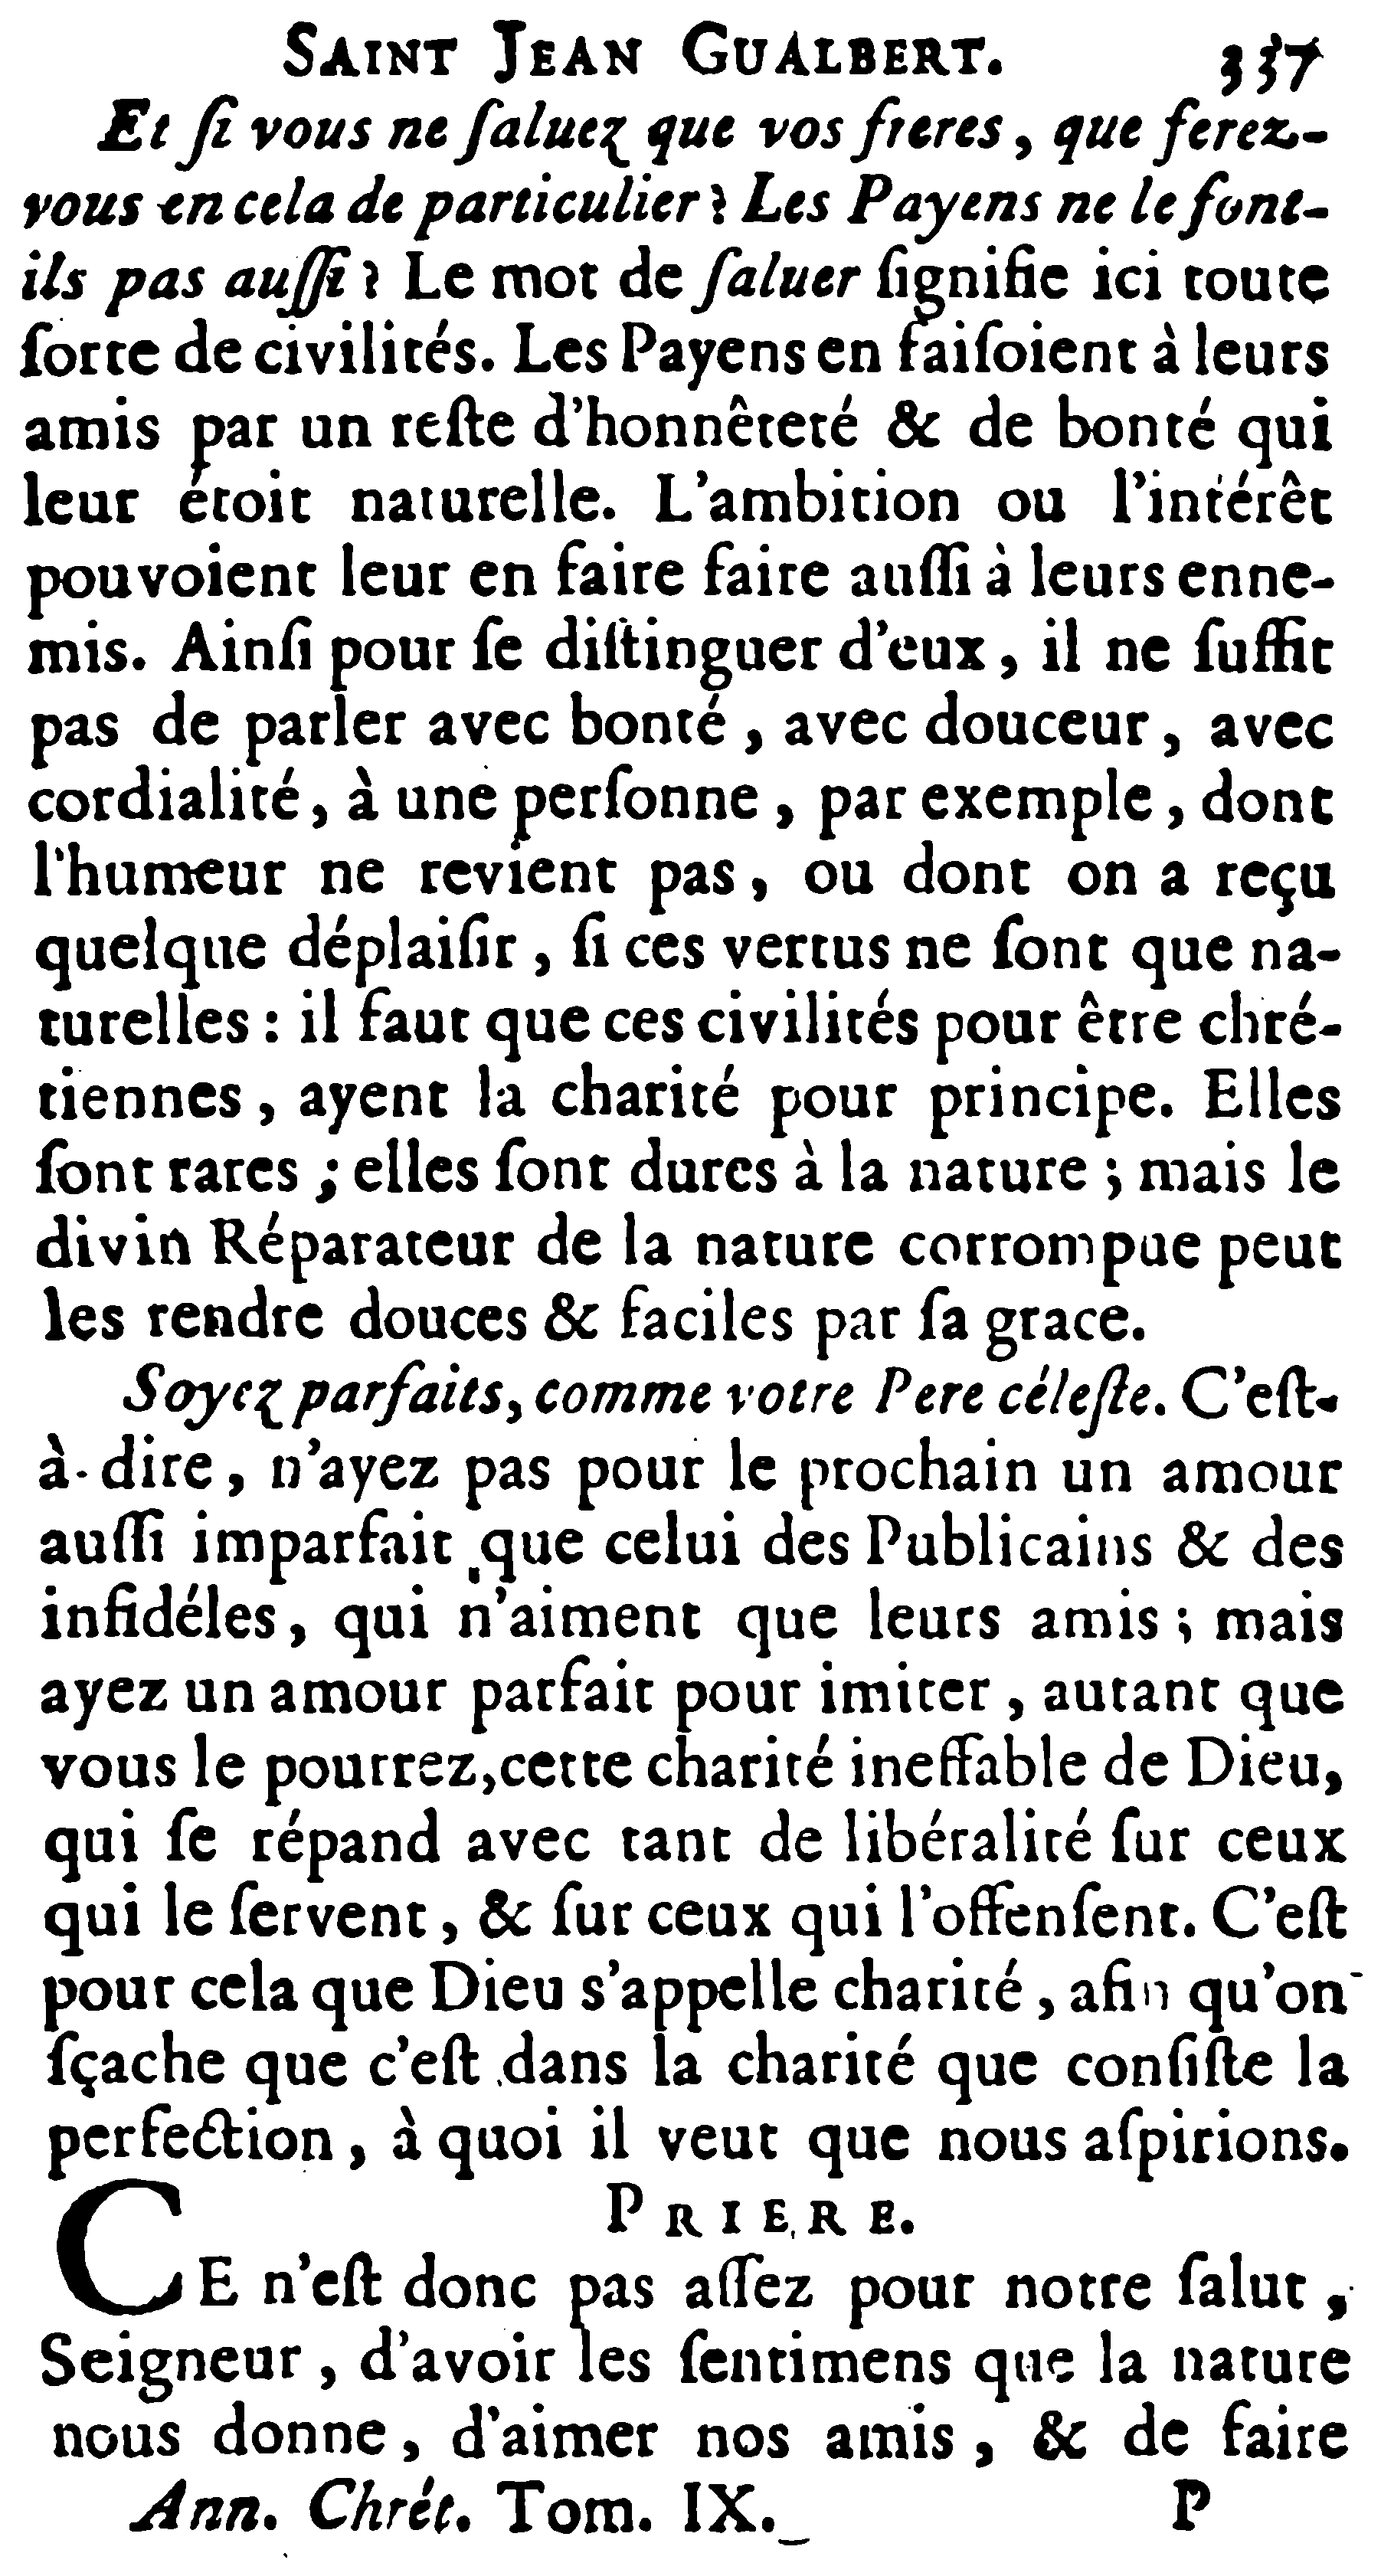 SAINT JEAN GUALBERT. 337
Et ſi vous ne ſaluez que vos freres, que ferez-
vous en cela de particulier? Les Payens ne le font-
ils pas auſſi? Le mot de ſaluer ſignifie ici toute
ſorte de civilités. Les Payens en faiſoient à leurs
amis par un reſte d'honnêteté & de bonté qui
leur étoit naturelle. L'ambition ou l'intérêt
pouvoient leur en faire faire auſſi à leurs enne-
mis. Ainſi pour ſe diſtinguer d'eux, il ne ſuffit
pas de parler avec bonté, avec douceur, avec
cordialité, à une perſonne, par exemple, dont
l'humeur ne revient pas, ou dont on a reçu
quelque déplaiſir, ſi ces vertus ne ſont que na-
turelles: il faut que ces civilités pour être chré-
tiennes, ayent la charité pour principe. Elles
ſont rares; elles ſont dures à la nature; mais le
divin Réparateur de la nature corrompue peut
les rendre douces & faciles par ſa grace.
Soyez parfaits, comme votre Pere céleſte. C'eſt-
à-dire, n'ayez pas pour le prochain un amour
auſſi imparfait que celui des Publicains & des
infidéles, qui n'aiment que leurs amis; mais
ayez un amour parfait pour imiter, autant que
vous le pourrez, cette charité ineffable de Dieu,
qui ſe répand avec tant de libéralité ſur ceux
qui le ſervent, & ſur ceux qui l'offenſent. C'eſt
pour cela que Dieu s'appelle charité, afin qu'on
ſçache que c'eſt dans la charité que conſiſte la
perfection, à quoi il veut que nous aſpirions.
PRIERE.
CE n'eſt donc pas aſſez pour notre ſalut,
Seigneur, d'avoir les ſentimens que la nature
nous donne, d'aimer nos amis, & de faire
Ann. Chrét. Tom. IX. P